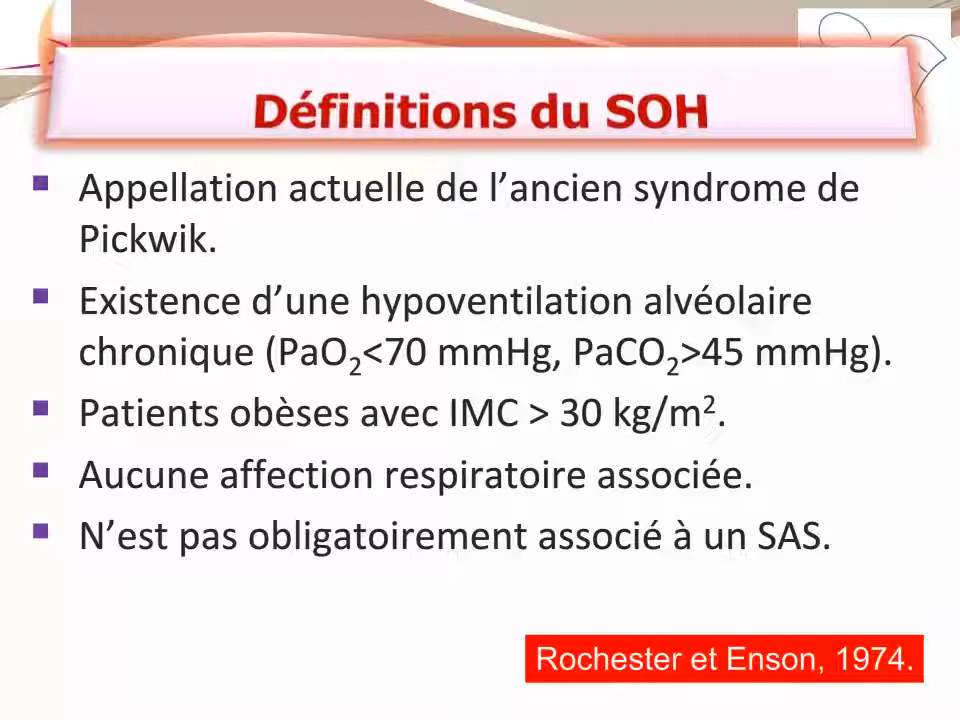 Définitions du SOH
Appellation actuelle de l’ancien syndrome de
Pickwik.
Existence d’une hypoventilation alvéolaire
chronique (PaO₂<70 mmHg, PaCO₂>45 mmHg).
Patients obèses avec IMC > 30 kg/m².
Aucune affection respiratoire associée.
N’est pas obligatoirement associé à un SAS.
Rochester et Enson, 1974.